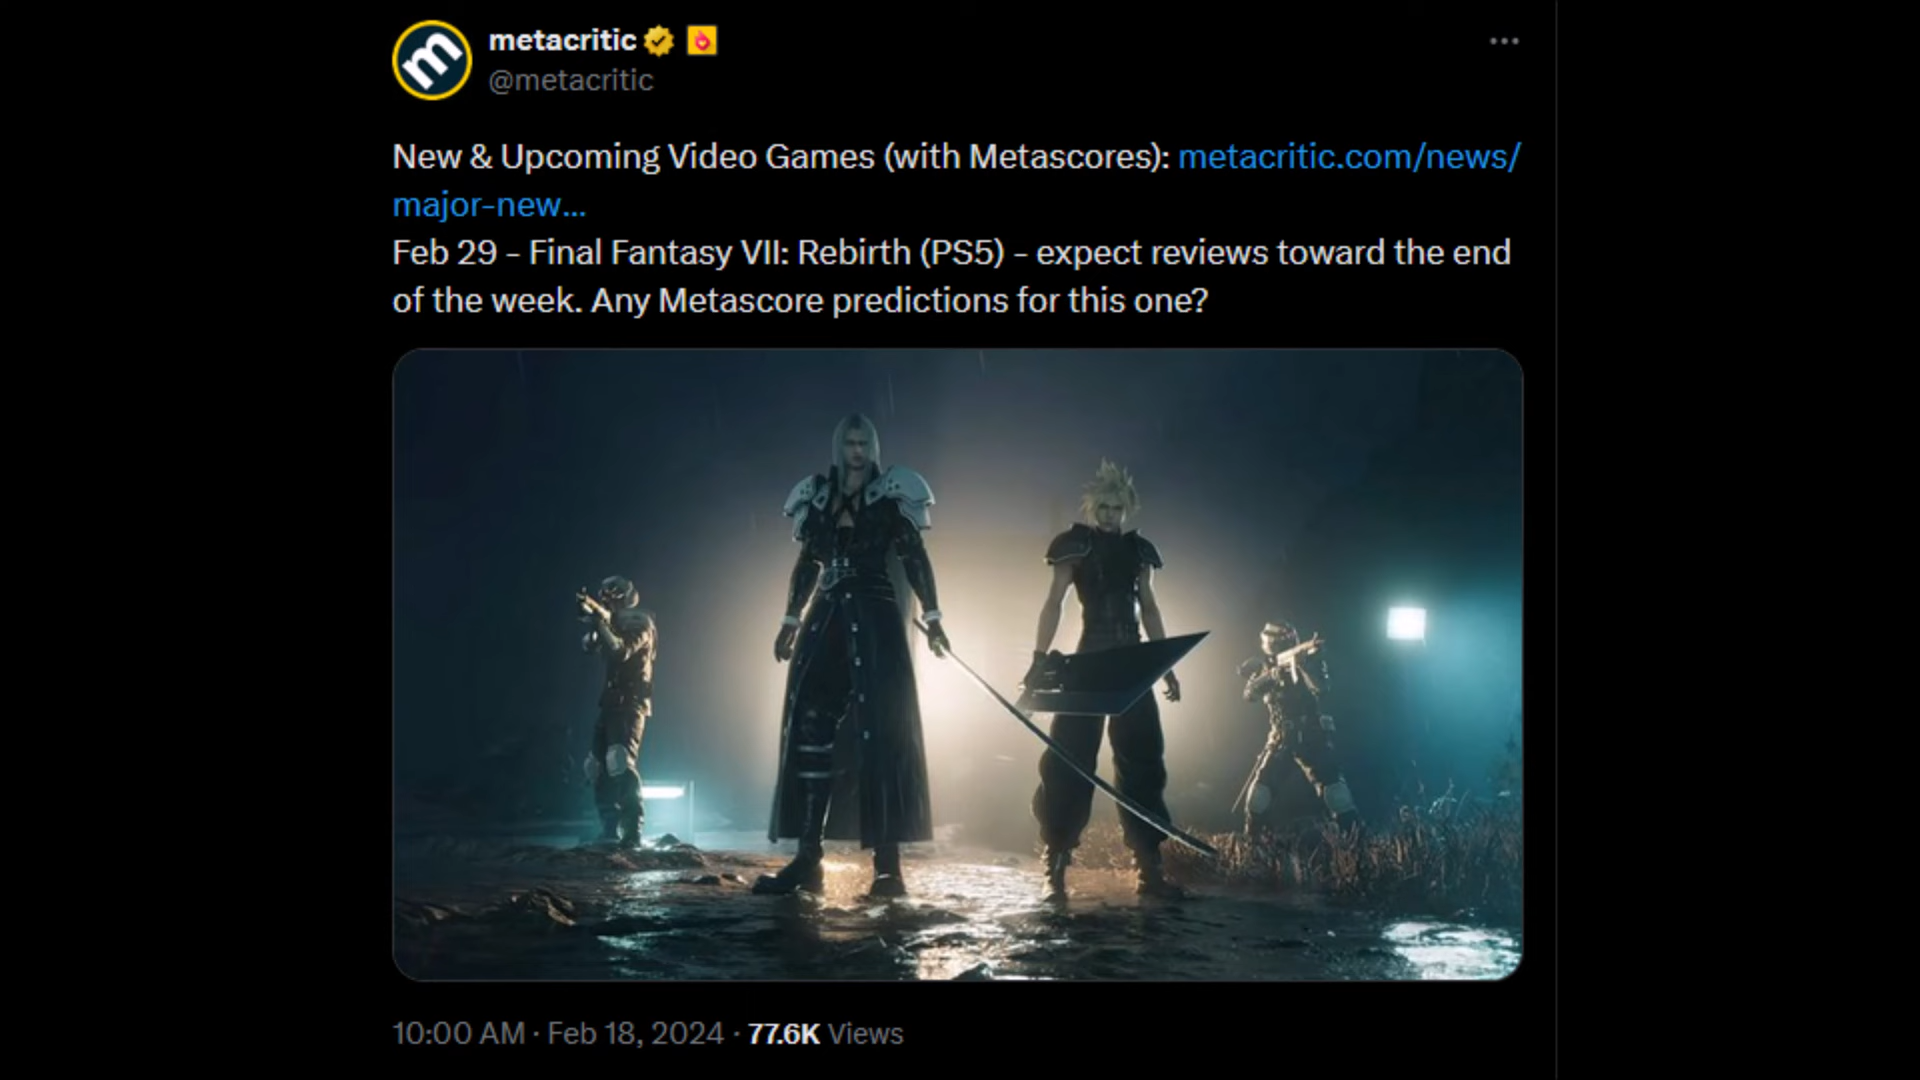 metacritic
@metacritic
New & Upcoming Video Games (with Metascores): metacritic.com/news/
major-new...
Feb 29 - Final Fantasy VII: Rebirth (PS5) - expect reviews toward the end
of the week. Any Metascore predictions for this one?
10:00 AM · Feb 18, 2024 · 77.6K Views